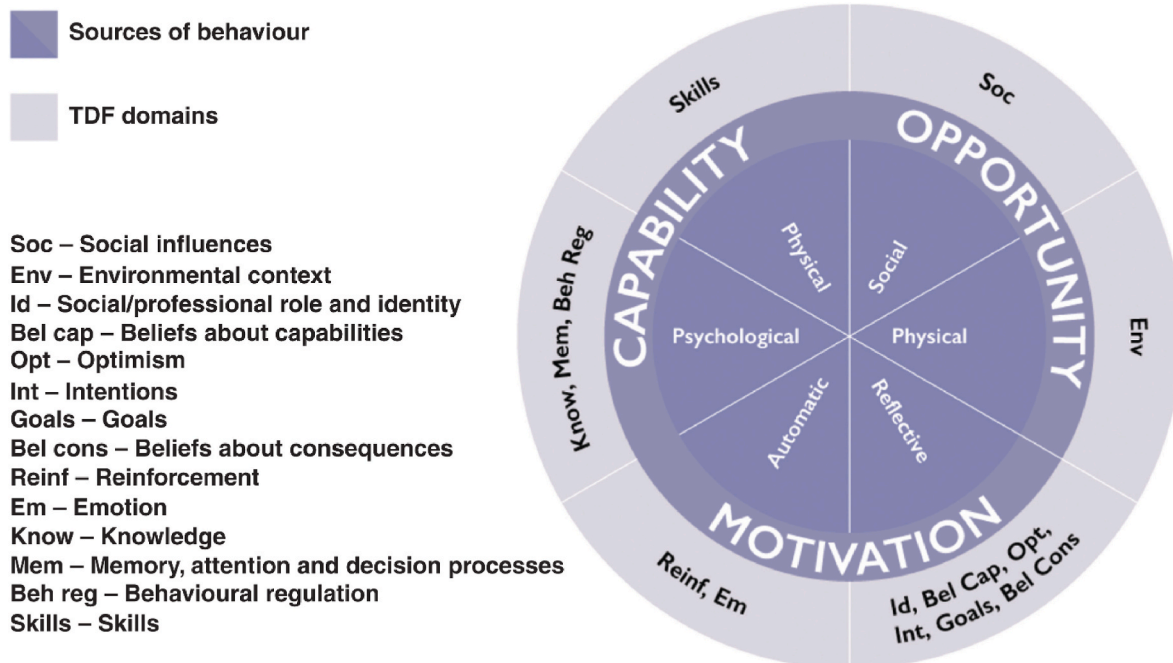 Sources of behaviour
TDF domains
Soc – Social influences
Env – Environmental context
Id – Social/professional role and identity
Bel cap – Beliefs about capabilities
Opt – Optimism
Int – Intentions
Goals – Goals
Bel cons – Beliefs about consequences
Reinf – Reinforcement
Em – Emotion
Know – Knowledge
Mem – Memory, attention and decision processes
Beh reg – Behavioural regulation
Skills – Skills
Skills
Soc
Know, Mem, Beh Reg
Env
Reinf, Em
Id, Bel Cap, Opt,
Int, Goals, Bel Cons
CAPABILITY
OPPORTUNITY
MOTIVATION
Physical
Social
Psychological
Physical
Automatic
Reflective